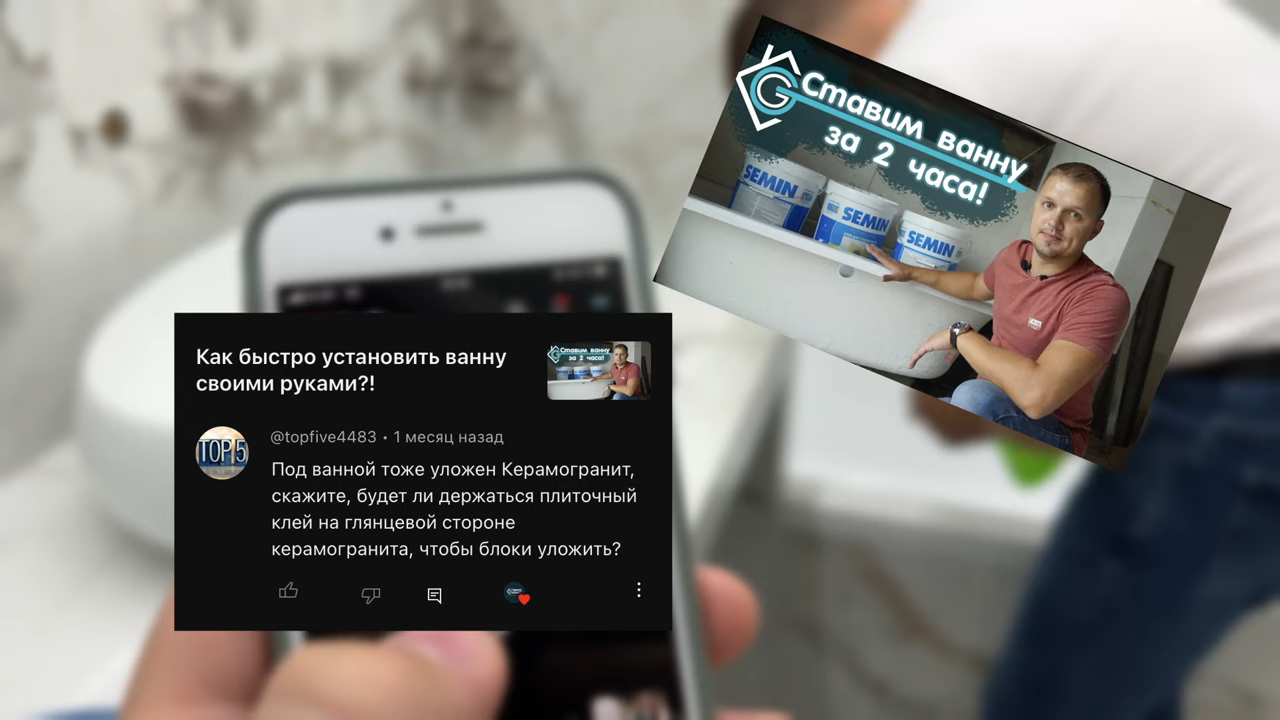 Ставим ванну
за 2 часа!
SEMIN
SEMIN
SEMIN
Как быстро установить ванну
своими руками?!
Ставим ванну
за 2 часа!
@topfive4483 • 1 месяц назад
TOP 5
Под ванной тоже уложен Керамогранит,
скажите, будет ли держаться плиточный
клей на глянцевой стороне
керамогранита, чтобы блоки уложить?